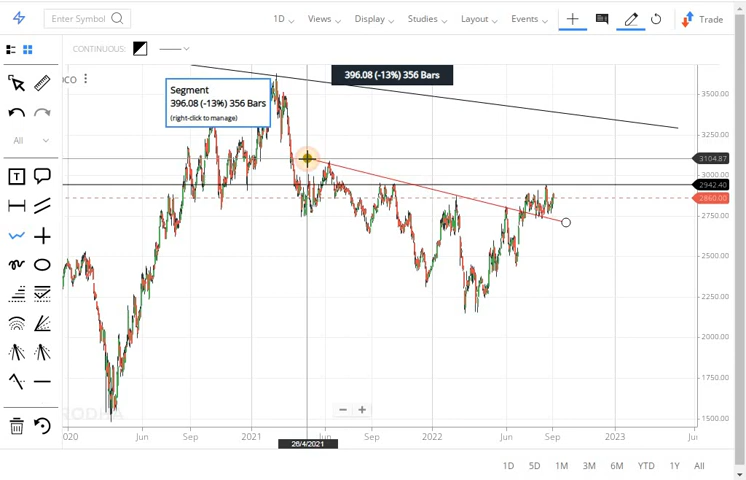 Enter Symbol
1D Views Display Studies Layout Events Trade
CONTINUOUS:
OCO
Segment
396.08 (-13%) 356 Bars
(right-click to manage)
396.08 (-13%) 356 Bars
All
T
3500.00
3250.00
3104.87
3000.00
2942.40
2860.00
2750.00
2500.00
2250.00
2000.00
1750.00
1500.00
020 Jun Sep 2021 Jun Sep 2022 Jun Sep 2023 Ju
26/4/2021
1D 5D 1M 3M 6M YTD 1Y All